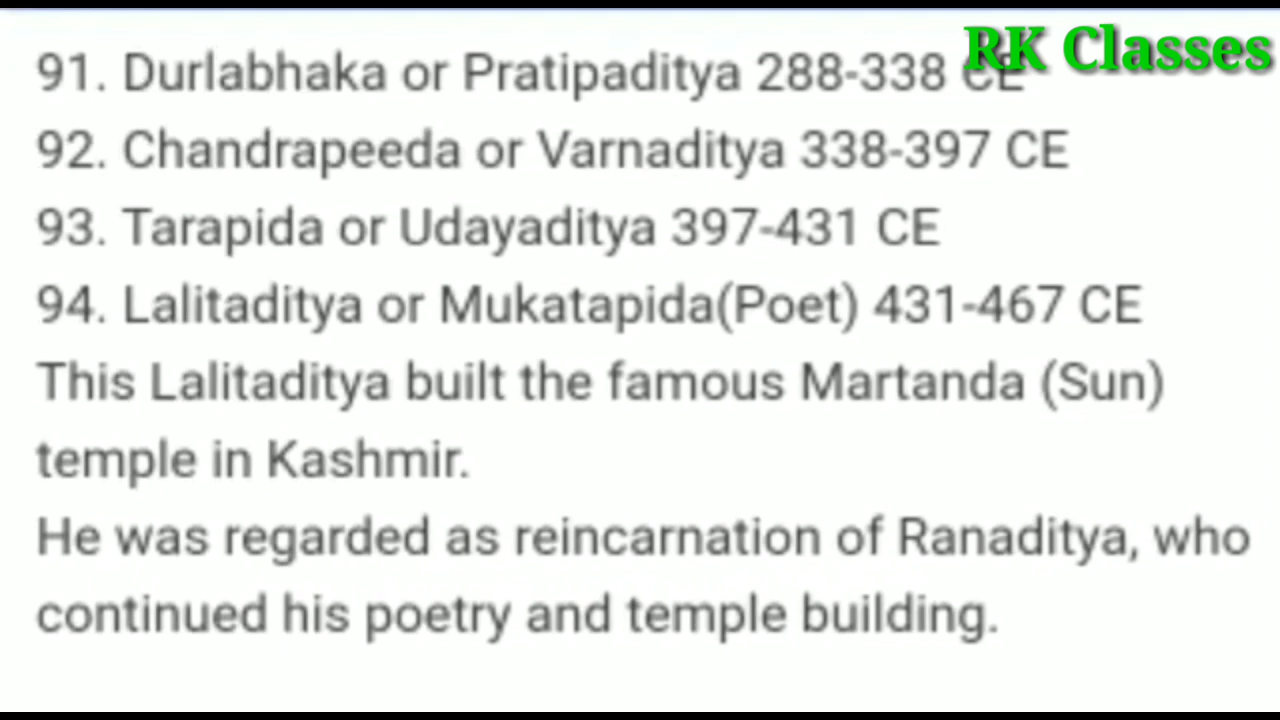 RK Classes
91. Durlabhaka or Pratipaditya 288-338 CE
92. Chandrapeeda or Varnaditya 338-397 CE
93. Tarapida or Udayaditya 397-431 CE
94. Lalitaditya or Mukatapida(Poet) 431-467 CE
This Lalitaditya built the famous Martanda (Sun)
temple in Kashmir.
He was regarded as reincarnation of Ranaditya, who
continued his poetry and temple building.